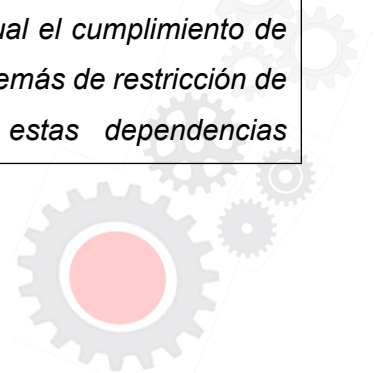 ual el cumplimiento de
emás de restricción de
estas dependencias